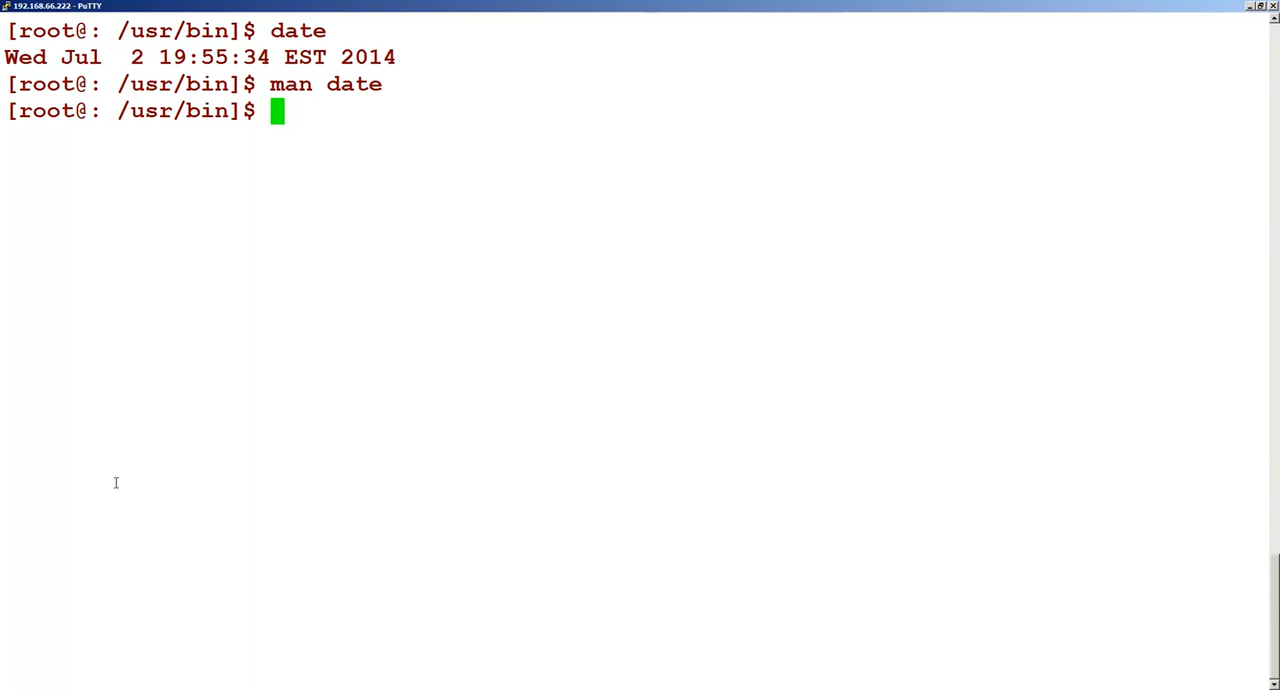 192.168.66.222 - PuTTY
[root@: /usr/bin]$ date
Wed Jul  2 19:55:34 EST 2014
[root@: /usr/bin]$ man date
[root@: /usr/bin]$